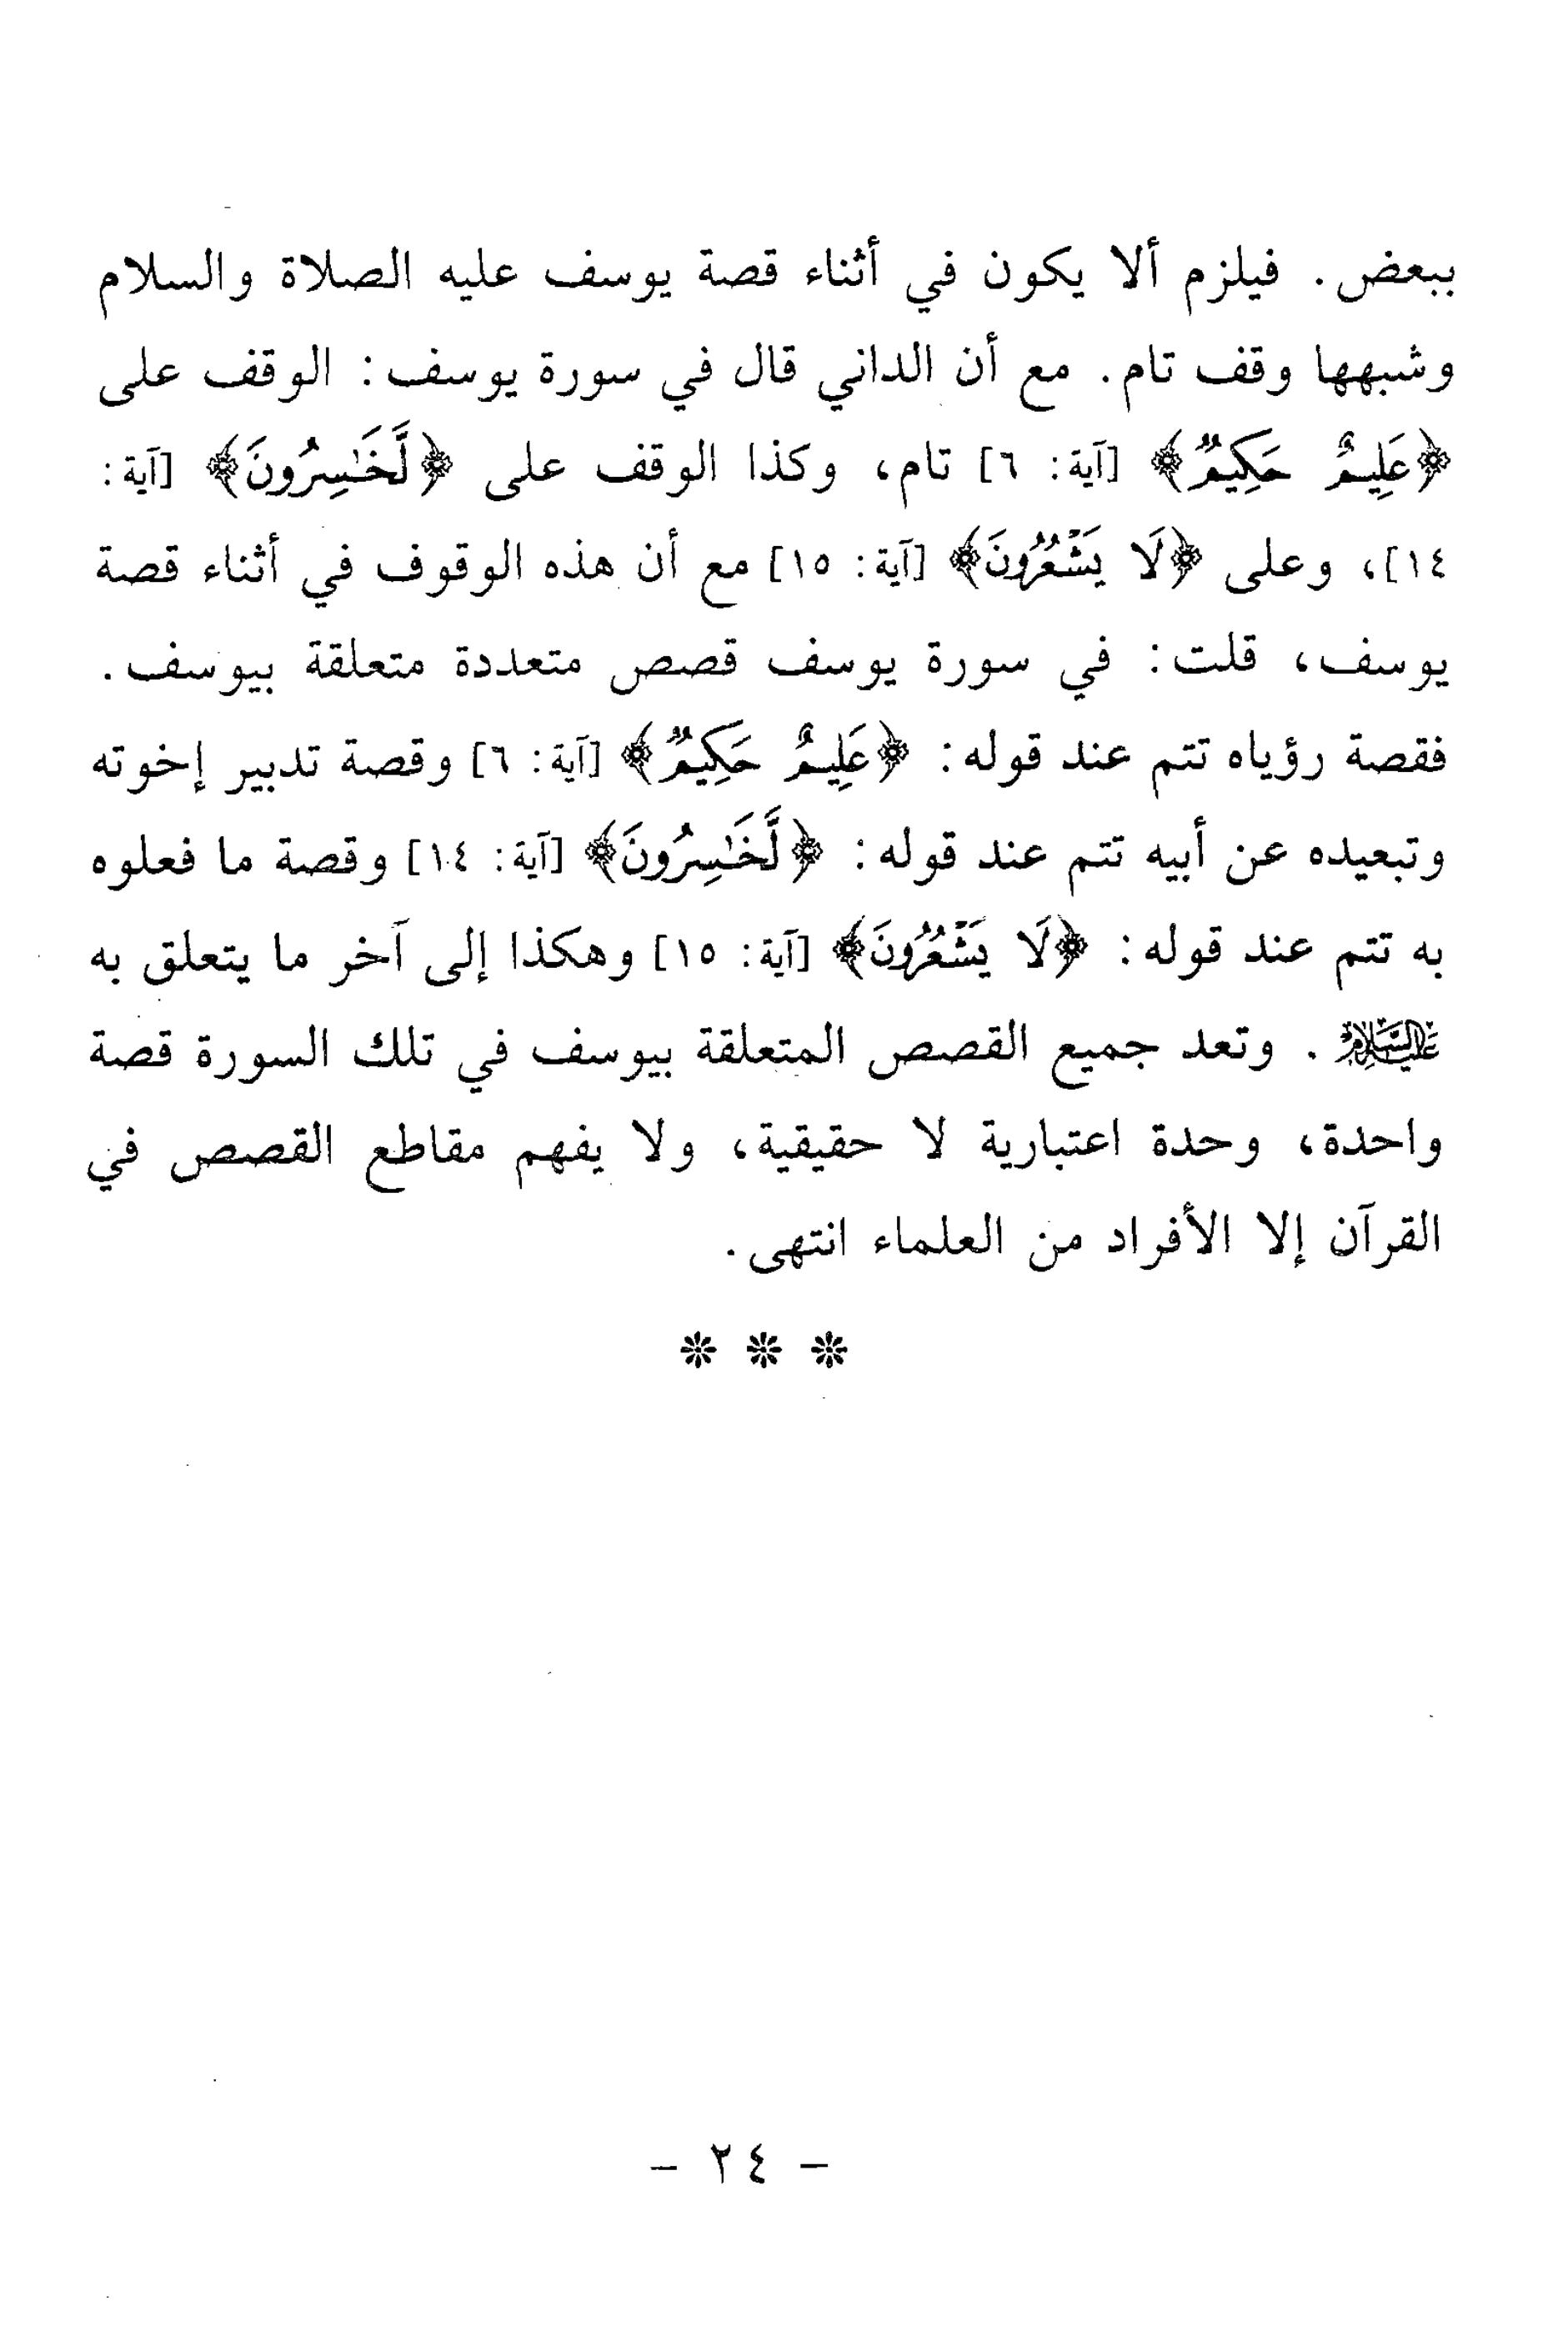 ببعض. فيلزم ألا يكون في أثناء قصة يوسف عليه الصلاة والسلام
وشبهها وقف تام. مع أن الداني قال في سورة يوسف: الوقف على
﴿عَلِيمٌ حَكِيمٌ﴾ [آية: ٦] تام، وكذا الوقف على ﴿لَّخَٰسِرُونَ﴾ [آية:
١٤]، وعلى ﴿لَا يَشْعُرُونَ﴾ [آية: ١٥] مع أن هذه الوقوف في أثناء قصة
يوسف، قلت: في سورة يوسف قصص متعددة متعلقة بيوسف.
فقصة رؤياه تتم عند قوله: ﴿عَلِيمٌ حَكِيمٌ﴾ [آية: ٦] وقصة تدبير إخوته
وتبعيده عن أبيه تتم عند قوله: ﴿لَّخَٰسِرُونَ﴾ [آية: ١٤] وقصة ما فعلوه
به تتم عند قوله: ﴿لَا يَشْعُرُونَ﴾ [آية: ١٥] وهكذا إلى آخر ما يتعلق به
عَلَيْهِ السَّلَامُ. وتعد جميع القصص المتعلقة بيوسف في تلك السورة قصة
واحدة، وحدة اعتبارية لا حقيقية، ولا يفهم مقاطع القصص في
القرآن إلا الأفراد من العلماء انتهى.
* * *
- ٢٤ -